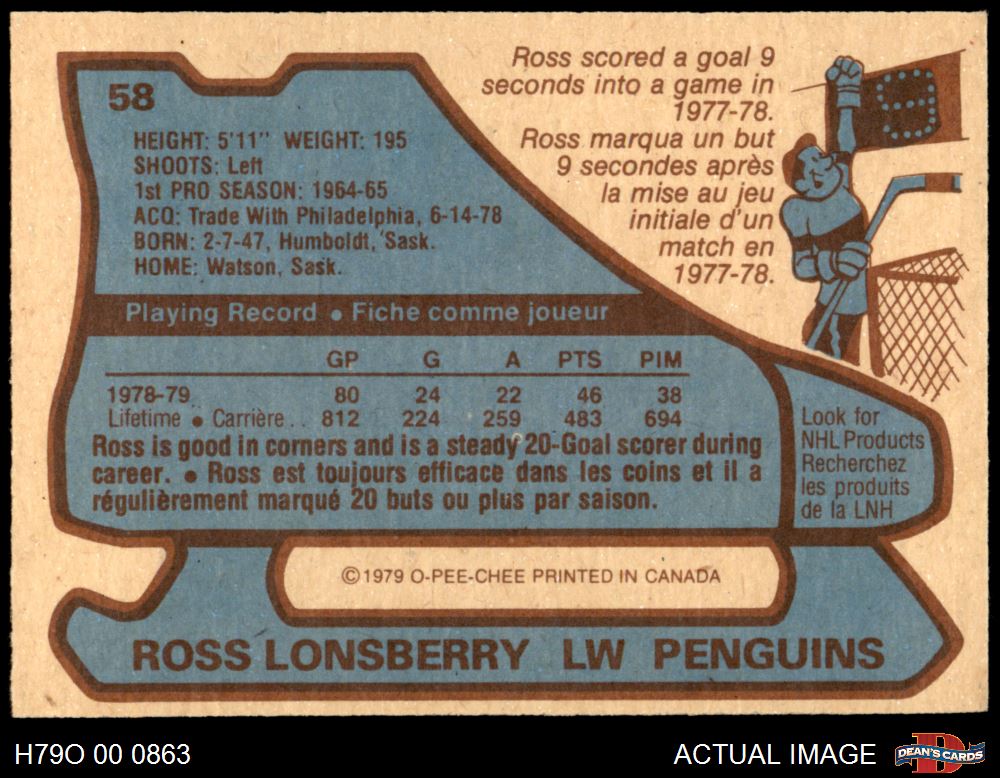 58
HEIGHT: 5'11" WEIGHT: 195
SHOOTS: Left
1st PRO SEASON: 1964-65
ACQ: Trade With Philadelphia, 6-14-78
BORN: 2-7-47, Humboldt, Sask.
HOME: Watson, Sask.
Ross scored a goal 9
seconds into a game in
1977-78.
Ross marqua un but
9 secondes après
la mise au jeu
initiale d'un
match en
1977-78.
Playing Record • Fiche comme joueur
GP G A PTS PIM
1978-79 80 24 22 46 38
Lifetime • Carrière . . 812 224 259 483 694
Ross is good in corners and is a steady 20-Goal scorer during
career. • Ross est toujours efficace dans les coins et il a
régulièrement marqué 20 buts ou plus par saison.
Look for
NHL Products
Recherchez
les produits
de la LNH
©1979 O-PEE-CHEE PRINTED IN CANADA
ROSS LONSBERRY LW PENGUINS
H79O 00 0863
ACTUAL IMAGE
DEAN'S CARDS